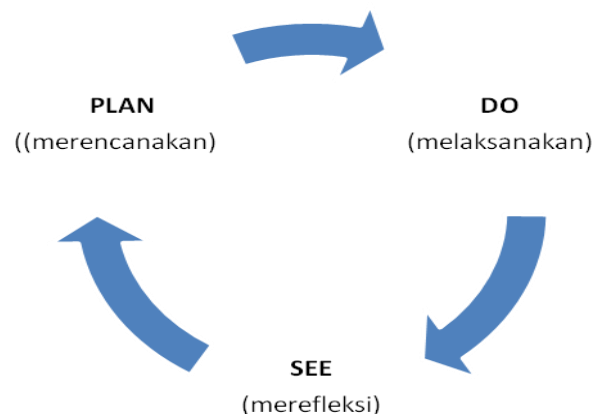 PLAN
((merencanakan)
DO
(melaksanakan)
SEE
(merefleksi)